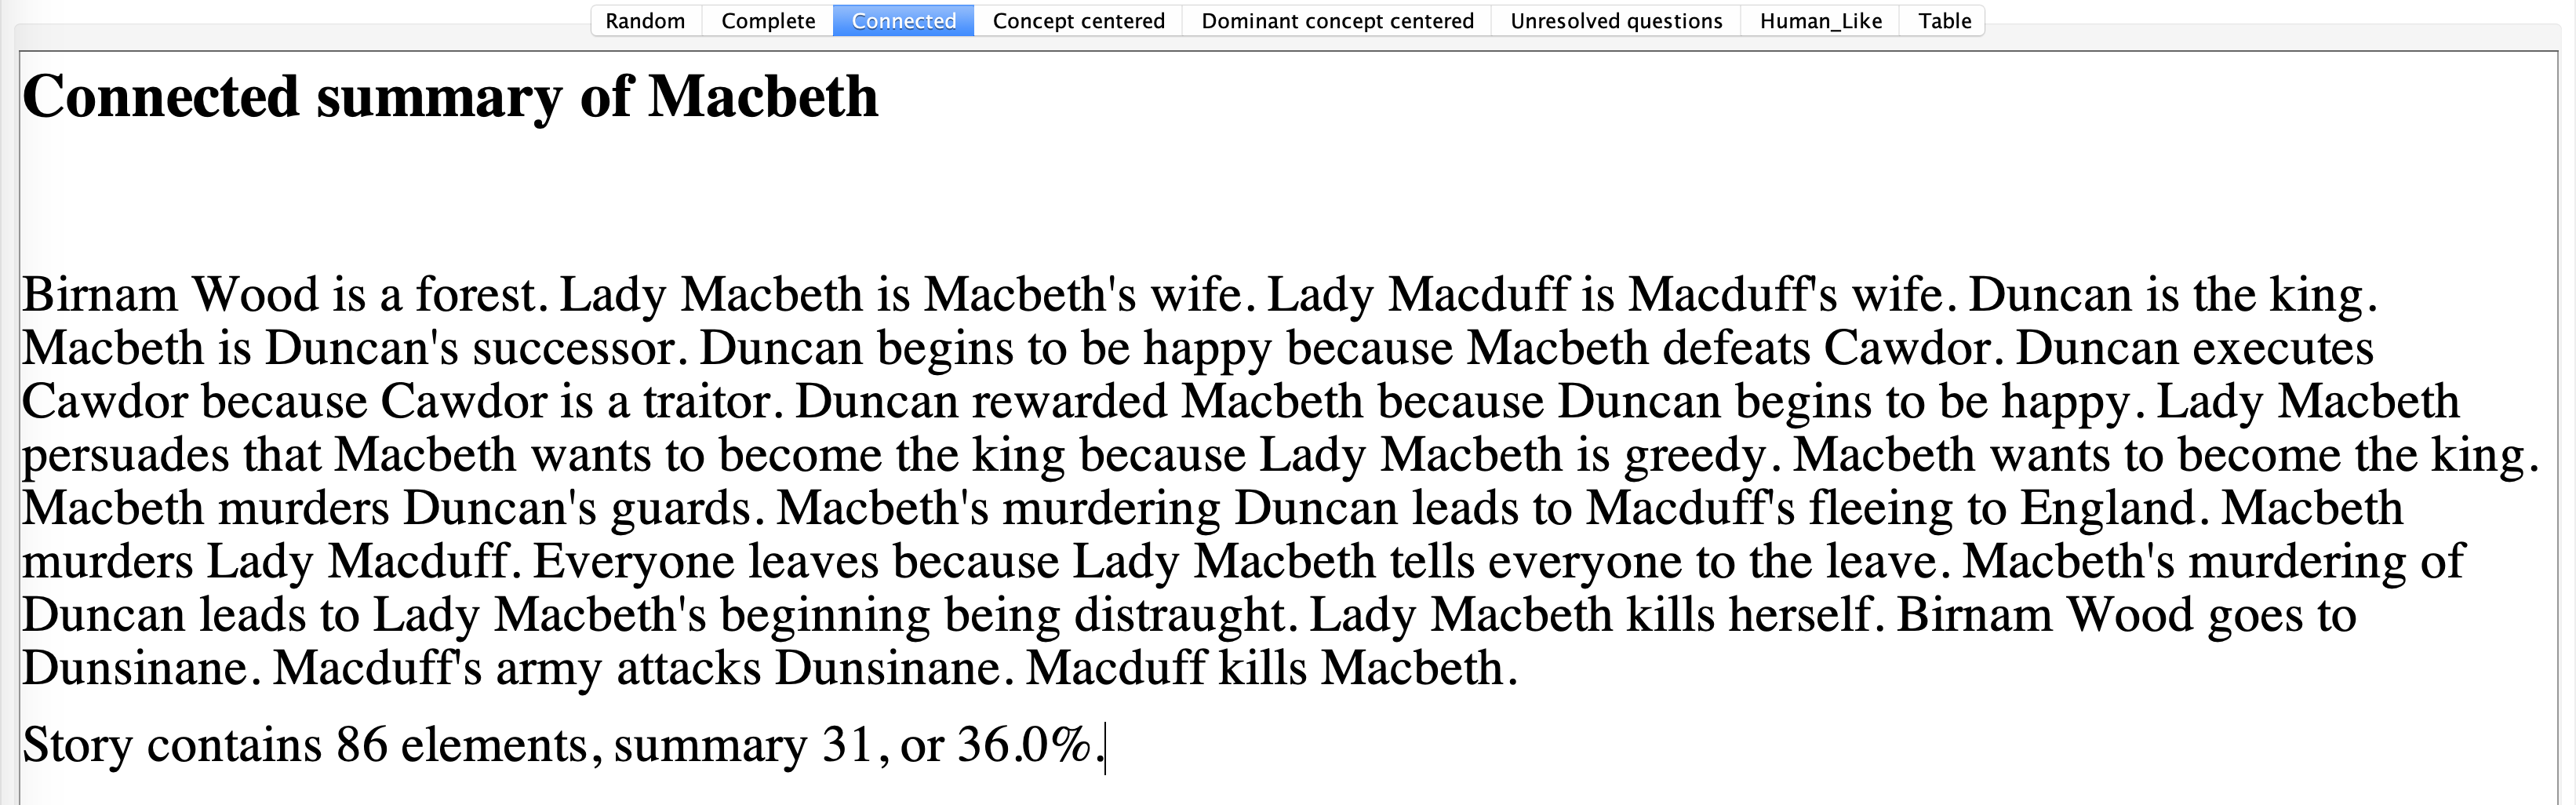 Random Complete Connected Concept centered Dominant concept centered Unresolved questions Human_Like Table
Connected summary of Macbeth
Birnam Wood is a forest. Lady Macbeth is Macbeth's wife. Lady Macduff is Macduff's wife. Duncan is the king.
Macbeth is Duncan's successor. Duncan begins to be happy because Macbeth defeats Cawdor. Duncan executes
Cawdor because Cawdor is a traitor. Duncan rewarded Macbeth because Duncan begins to be happy. Lady Macbeth
persuades that Macbeth wants to become the king because Lady Macbeth is greedy. Macbeth wants to become the king.
Macbeth murders Duncan's guards. Macbeth's murdering Duncan leads to Macduff's fleeing to England. Macbeth
murders Lady Macduff. Everyone leaves because Lady Macbeth tells everyone to the leave. Macbeth's murdering of
Duncan leads to Lady Macbeth's beginning being distraught. Lady Macbeth kills herself. Birnam Wood goes to
Dunsinane. Macduff's army attacks Dunsinane. Macduff kills Macbeth.
Story contains 86 elements, summary 31, or 36.0%.